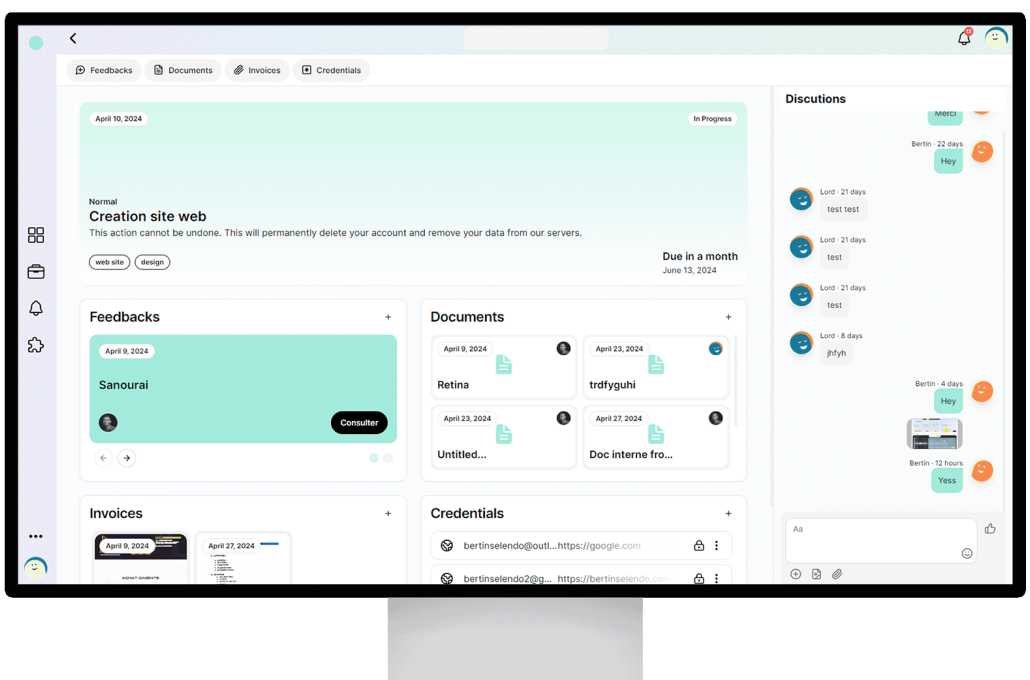 Feedbacks
Documents
Invoices
Credentials
April 10, 2024
In Progress
Normal
Creation site web
This action cannot be undone. This will permanently delete your account and remove your data from our servers.
web site
design
Due in a month
June 13, 2024
Feedbacks
+
April 9, 2024
Sanourai
Consulter
Documents
+
April 9, 2024
Retina
April 23, 2024
trdfyguhi
April 23, 2024
Untitled...
April 27, 2024
Doc interne fro...
Invoices
+
April 9, 2024
April 27, 2024
Credentials
+
bertinselendo@outl...https://google.com
bertinselendo2@g... https://bertinselendo.com
Discutions
Merci
Bertin · 22 days
Hey
Lord · 21 days
test test
Lord · 21 days
test
Lord · 21 days
test
Lord · 8 days
jhfyh
Bertin · 4 days
Hey
Bertin · 12 hours
Yess
Aa